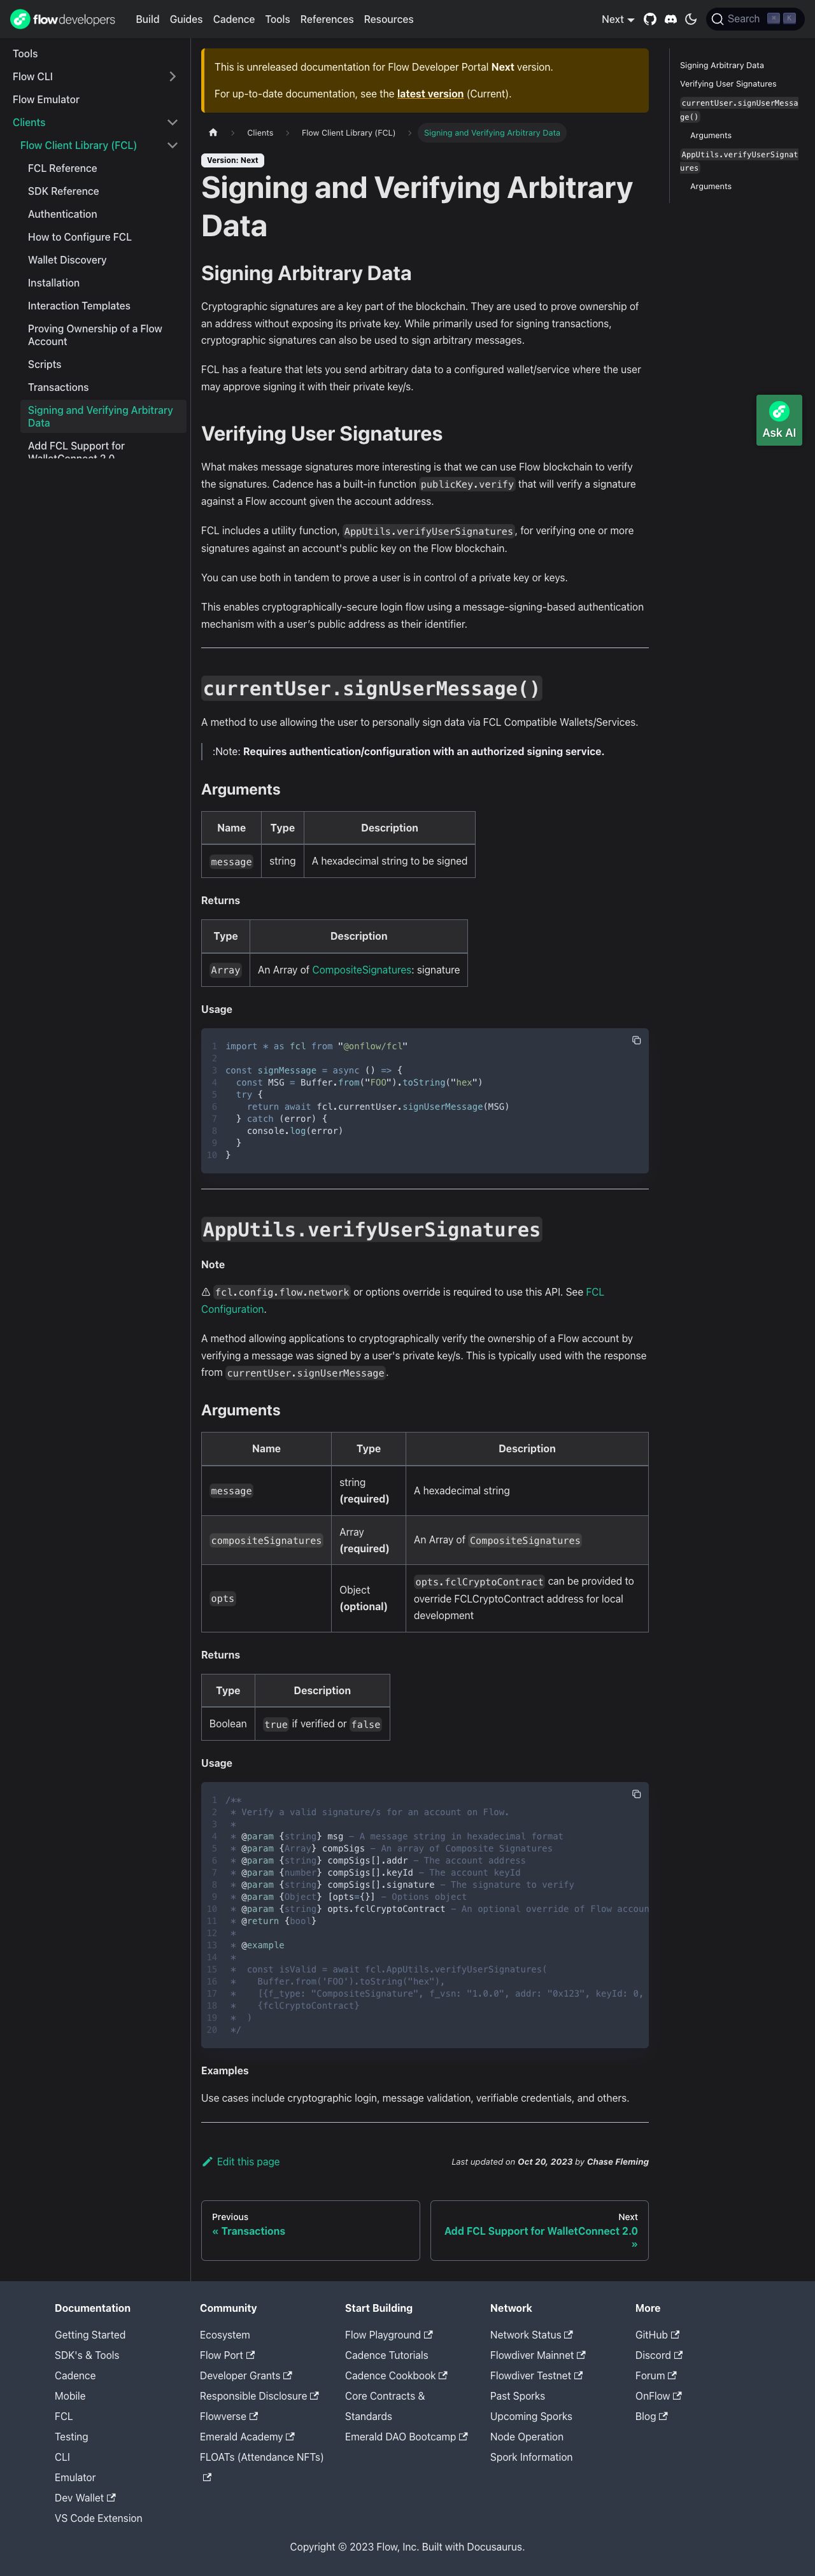 flowdevelopers
Build Guides Cadence Tools References Resources
Next
Search
Tools
Flow CLI
Flow Emulator
Clients
Flow Client Library (FCL)
FCL Reference
SDK Reference
Authentication
How to Configure FCL
Wallet Discovery
Installation
Interaction Templates
Proving Ownership of a Flow
Account
Scripts
Transactions
Signing and Verifying Arbitrary
Data
Add FCL Support for
WalletConnect 2.0
This is unreleased documentation for Flow Developer Portal Next version.
For up-to-date documentation, see the latest version (Current).
Clients
Flow Client Library (FCL)
Signing and Verifying Arbitrary Data
Version: Next
Signing and Verifying Arbitrary
Data
Signing Arbitrary Data
Cryptographic signatures are a key part of the blockchain. They are used to prove ownership of
an address without exposing its private key. While primarily used for signing transactions,
cryptographic signatures can also be used to sign arbitrary messages.
FCL has a feature that lets you send arbitrary data to a configured wallet/service where the user
may approve signing it with their private key/s.
Verifying User Signatures
What makes message signatures more interesting is that we can use Flow blockchain to verify
the signatures. Cadence has a built-in function publicKey.verify that will verify a signature
against a Flow account given the account address.
FCL includes a utility function, AppUtils.verifyUserSignatures, for verifying one or more
signatures against an account's public key on the Flow blockchain.
You can use both in tandem to prove a user is in control of a private key or keys.
This enables cryptographically-secure login flow using a message-signing-based authentication
mechanism with a user’s public address as their identifier.
currentUser.signUserMessage()
A method to use allowing the user to personally sign data via FCL Compatible Wallets/Services.
:Note: Requires authentication/configuration with an authorized signing service.
Arguments
Name Type Description
message string A hexadecimal string to be signed
Returns
Type Description
Array An Array of CompositeSignatures: signature
Usage
1 import * as fcl from "@onflow/fcl"
2
3 const signMessage = async () => {
4   const MSG = Buffer.from("FOO").toString("hex")
5   try {
6     return await fcl.currentUser.signUserMessage(MSG)
7   } catch (error) {
8     console.log(error)
9   }
10 }
AppUtils.verifyUserSignatures
Note
⚠️ fcl.config.flow.network or options override is required to use this API. See FCL
Configuration.
A method allowing applications to cryptographically verify the ownership of a Flow account by
verifying a message was signed by a user's private key/s. This is typically used with the response
from currentUser.signUserMessage.
Arguments
Name Type Description
message string (required) A hexadecimal string
compositeSignatures Array (required) An Array of CompositeSignatures
opts Object (optional) opts.fclCryptoContract can be provided to
override FCLCryptoContract address for local
development
Returns
Type Description
Boolean true if verified or false
Usage
1 /**
2  * Verify a valid signature/s for an account on Flow.
3  *
4  * @param {string} msg - A message string in hexadecimal format
5  * @param {Array} compSigs - An array of Composite Signatures
6  * @param {string} compSigs[].addr - The account address
7  * @param {number} compSigs[].keyId - The account keyId
8  * @param {string} compSigs[].signature - The signature to verify
9  * @param {Object} [opts={}] - Options object
10  * @param {string} opts.fclCryptoContract - An optional override of Flow accoun
11  * @return {bool}
12  *
13  * @example
14  *
15  *  const isValid = await fcl.AppUtils.verifyUserSignatures(
16  *    Buffer.from('FOO').toString("hex"),
17  *    [{f_type: "CompositeSignature", f_vsn: "1.0.0", addr: "0x123", keyId: 0,
18  *    {fclCryptoContract}
19  *  )
20  */
Examples
Use cases include cryptographic login, message validation, verifiable credentials, and others.
Edit this page
Last updated on Oct 20, 2023 by Chase Fleming
Previous
« Transactions
Next
Add FCL Support for WalletConnect 2.0
»
Signing Arbitrary Data
Verifying User Signatures
currentUser.signUserMessa
ge()
Arguments
AppUtils.verifyUserSignat
ures
Arguments
Ask AI
Documentation
Getting Started
SDK's & Tools
Cadence
Mobile
FCL
Testing
CLI
Emulator
Dev Wallet
VS Code Extension
Community
Ecosystem
Flow Port
Developer Grants
Responsible Disclosure
Flowverse
Emerald Academy
FLOATs (Attendance NFTs)
Start Building
Flow Playground
Cadence Tutorials
Cadence Cookbook
Core Contracts &
Standards
Emerald DAO Bootcamp
Network
Network Status
Flowdiver Mainnet
Flowdiver Testnet
Past Sporks
Upcoming Sporks
Node Operation
Spork Information
More
GitHub
Discord
Forum
OnFlow
Blog
Copyright © 2023 Flow, Inc. Built with Docusaurus.